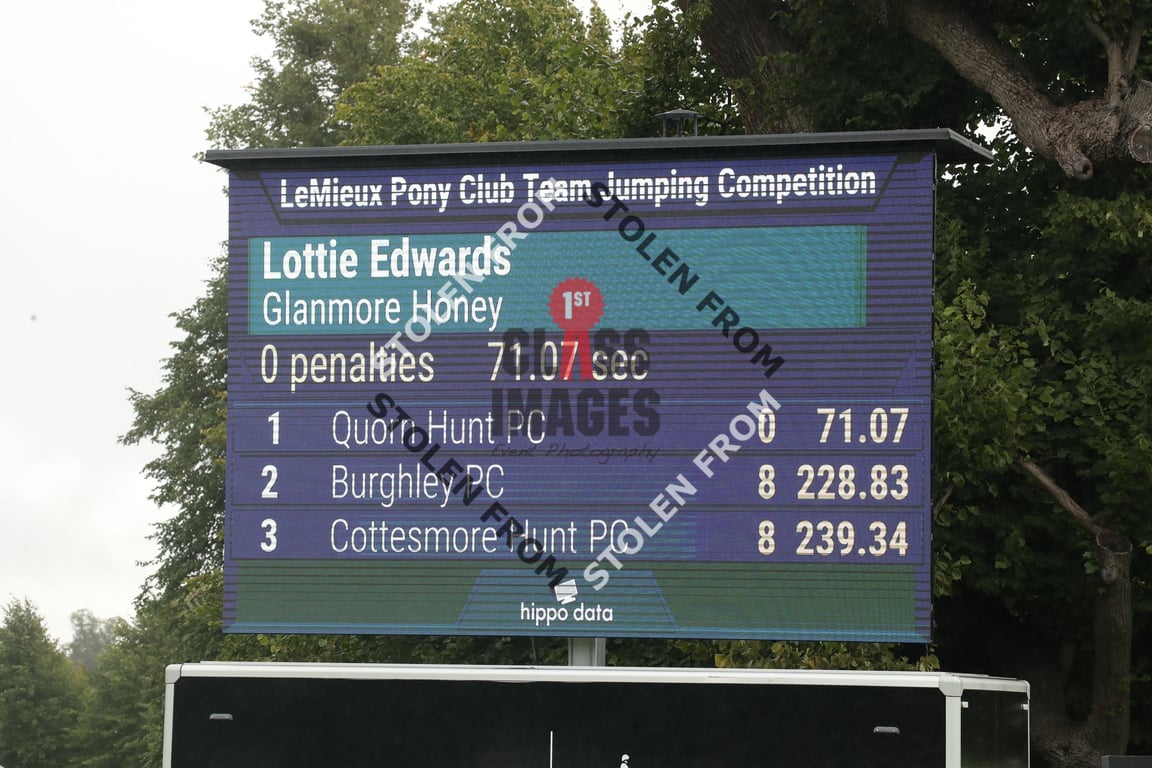 LeMieux Pony Club Team Jumping Competition
Lottie Edwards
Glanmore Honey
0 penalties 71.07 sec
1 Quorn Hunt PC 0 71.07
2 Burghley PC 8 228.83
3 Cottesmore Hunt PC 8 239.34
hippo data
STOLEN FROM
STOLEN FROM
1ST
CLASS
IMAGES
Event Photography
STOLEN FROM
STOLEN FROM